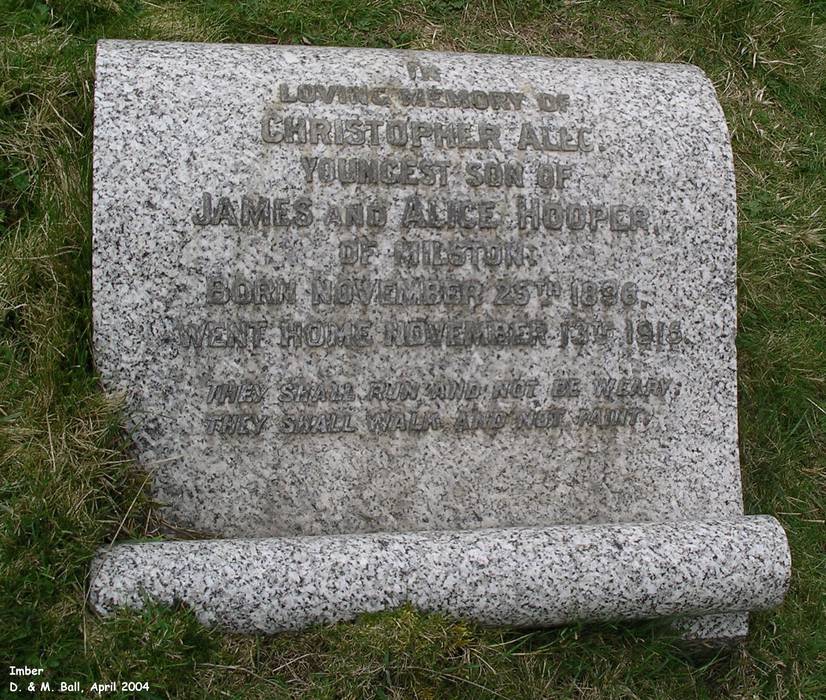 IN
LOVING MEMORY OF
CHRISTOPHER ALEC.
YOUNGEST SON OF
JAMES AND ALICE HOOPER,
OF MILSTON:
BORN NOVEMBER 25TH 1896.
WENT HOME NOVEMBER 13TH 1915.
THEY SHALL RUN AND NOT BE WEARY;
THEY SHALL WALK AND NOT FAINT.
Imber
D. & M. Ball, April 2004